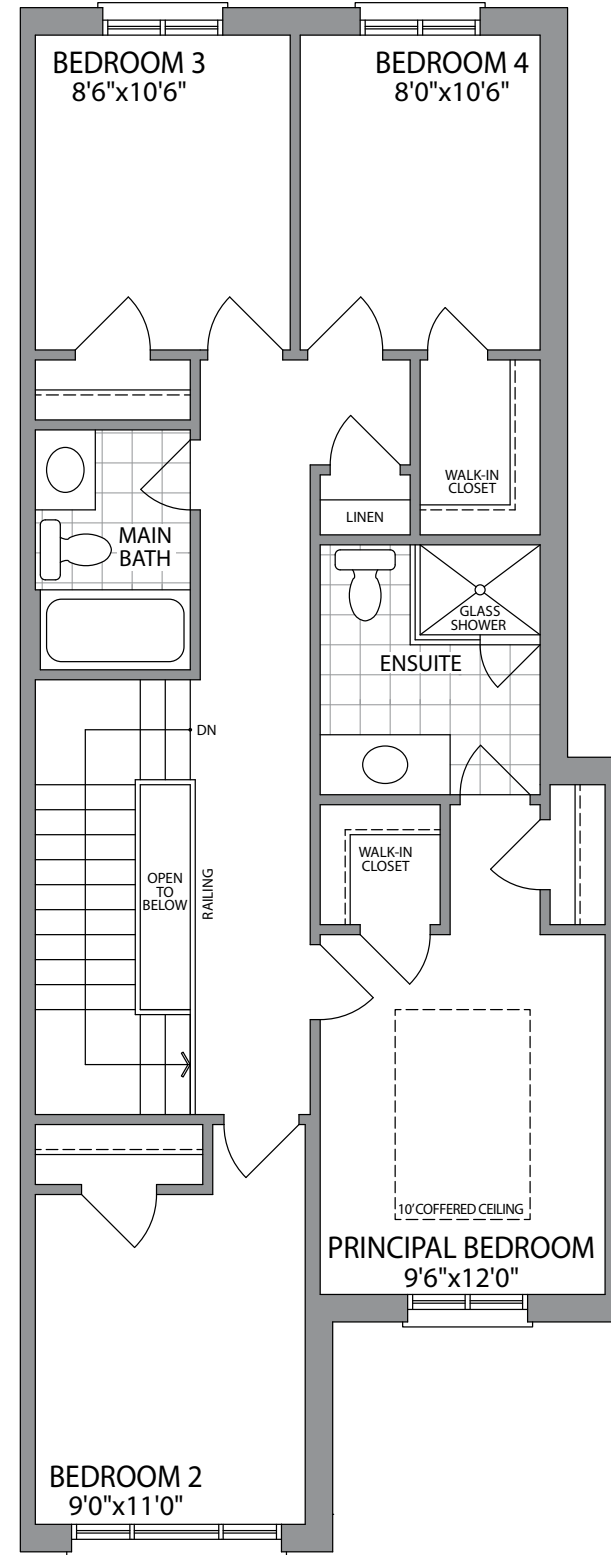 BEDROOM 3
8'6"x10'6"
BEDROOM 4
8'0"x10'6"
WALK-IN
CLOSET
LINEN
MAIN
BATH
GLASS
SHOWER
ENSUITE
DN
OPEN
TO
BELOW
RAILING
WALK-IN
CLOSET
10'COFFERED CEILING
PRINCIPAL BEDROOM
9'6"x12'0"
BEDROOM 2
9'0"x11'0"